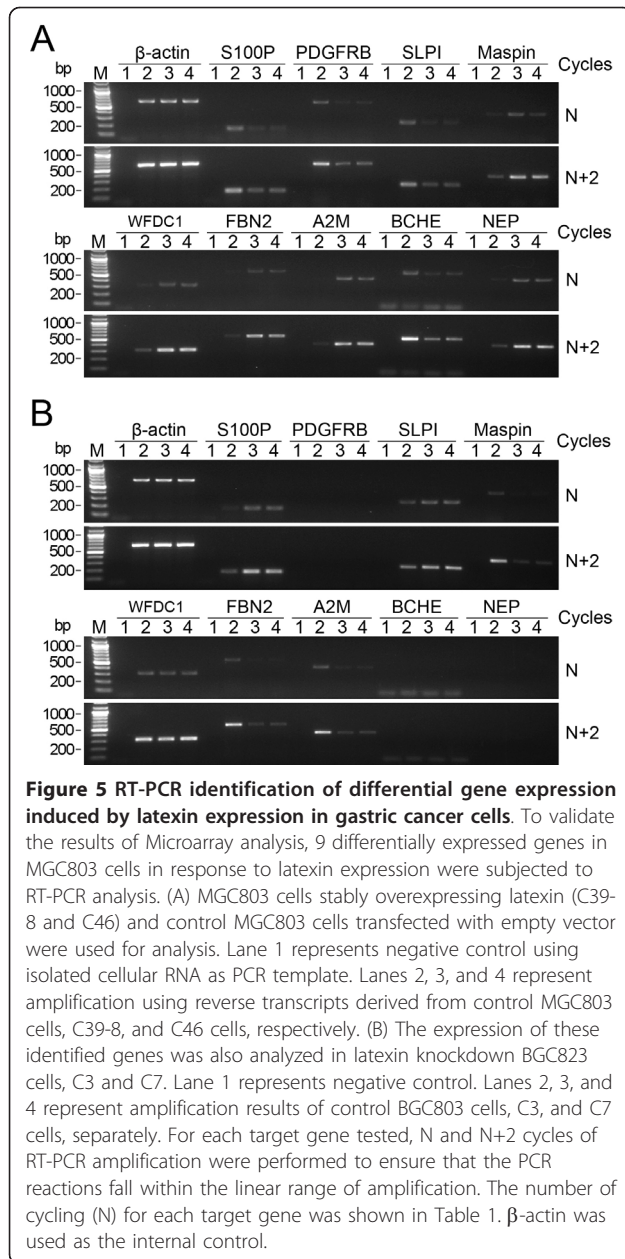 A
β-actin S100P PDGFRB SLPI Maspin
bp M 1 2 3 4 1 2 3 4 1 2 3 4 1 2 3 4 1 2 3 4 Cycles
1000-
500-
200-
N
1000-
500-
200-
N+2
WFDC1 FBN2 A2M BCHE NEP
bp M 1 2 3 4 1 2 3 4 1 2 3 4 1 2 3 4 1 2 3 4 Cycles
1000-
500-
200-
N
1000-
500-
200-
N+2
B
β-actin S100P PDGFRB SLPI Maspin
bp M 1 2 3 4 1 2 3 4 1 2 3 4 1 2 3 4 1 2 3 4 Cycles
1000-
500-
200-
N
1000-
500-
200-
N+2
WFDC1 FBN2 A2M BCHE NEP
bp M 1 2 3 4 1 2 3 4 1 2 3 4 1 2 3 4 1 2 3 4 Cycles
1000-
500-
200-
N
1000-
500-
200-
N+2
Figure 5 RT-PCR identification of differential gene expression
induced by latexin expression in gastric cancer cells. To validate
the results of Microarray analysis, 9 differentially expressed genes in
MGC803 cells in response to latexin expression were subjected to
RT-PCR analysis. (A) MGC803 cells stably overexpressing latexin (C39-
8 and C46) and control MGC803 cells transfected with empty vector
were used for analysis. Lane 1 represents negative control using
isolated cellular RNA as PCR template. Lanes 2, 3, and 4 represent
amplification using reverse transcripts derived from control MGC803
cells, C39-8, and C46 cells, respectively. (B) The expression of these
identified genes was also analyzed in latexin knockdown BGC823
cells, C3 and C7. Lane 1 represents negative control. Lanes 2, 3, and
4 represent amplification results of control BGC803 cells, C3, and C7
cells, separately. For each target gene tested, N and N+2 cycles of
RT-PCR amplification were performed to ensure that the PCR
reactions fall within the linear range of amplification. The number of
cycling (N) for each target gene was shown in Table 1. β-actin was
used as the internal control.